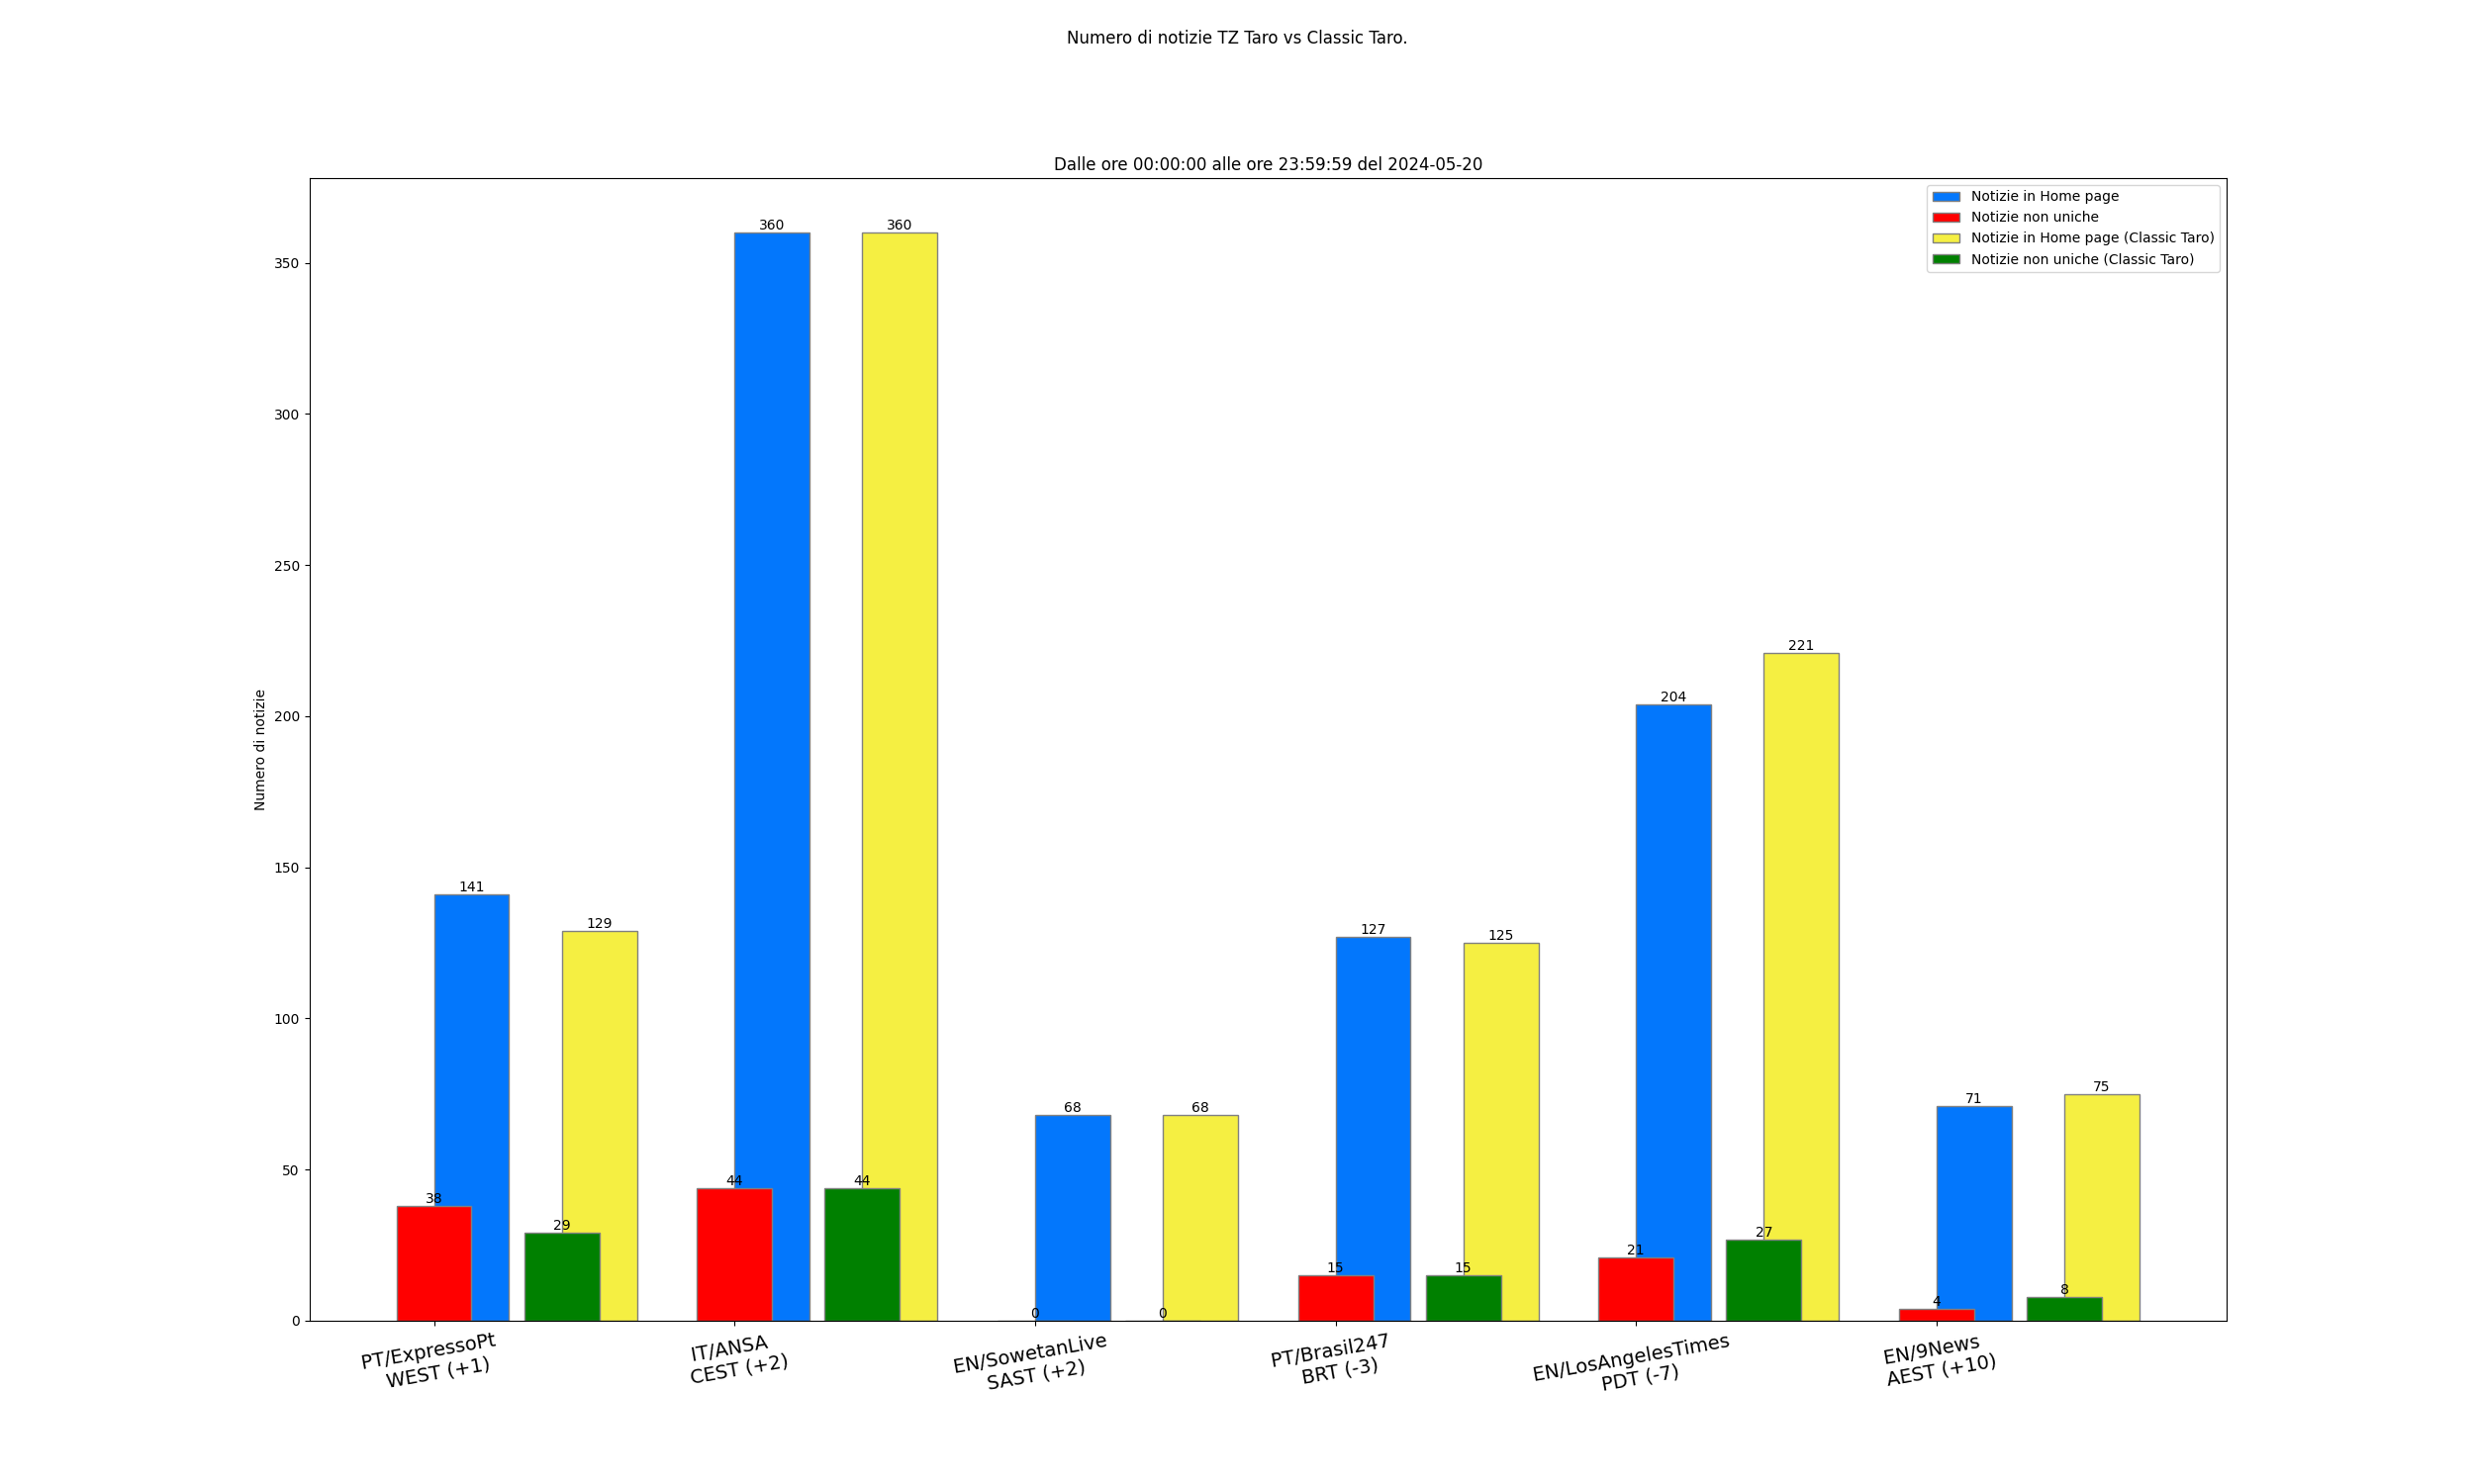 Numero di notizie TZ Taro vs Classic Taro.
Dalle ore 00:00:00 alle ore 23:59:59 del 2024-05-20
Notizie in Home page
Notizie non uniche
Notizie in Home page (Classic Taro)
Notizie non uniche (Classic Taro)
Numero di notizie
350
300
250
200
150
100
50
0
141
38
129
29
360
44
360
44
68
0
68
0
127
15
125
15
204
21
221
27
71
4
75
8
PT/ExpressoPt
WEST (+1)
IT/ANSA
CEST (+2)
EN/SowetanLive
SAST (+2)
PT/Brasil247
BRT (-3)
EN/LosAngelesTimes
PDT (-7)
EN/9News
AEST (+10)